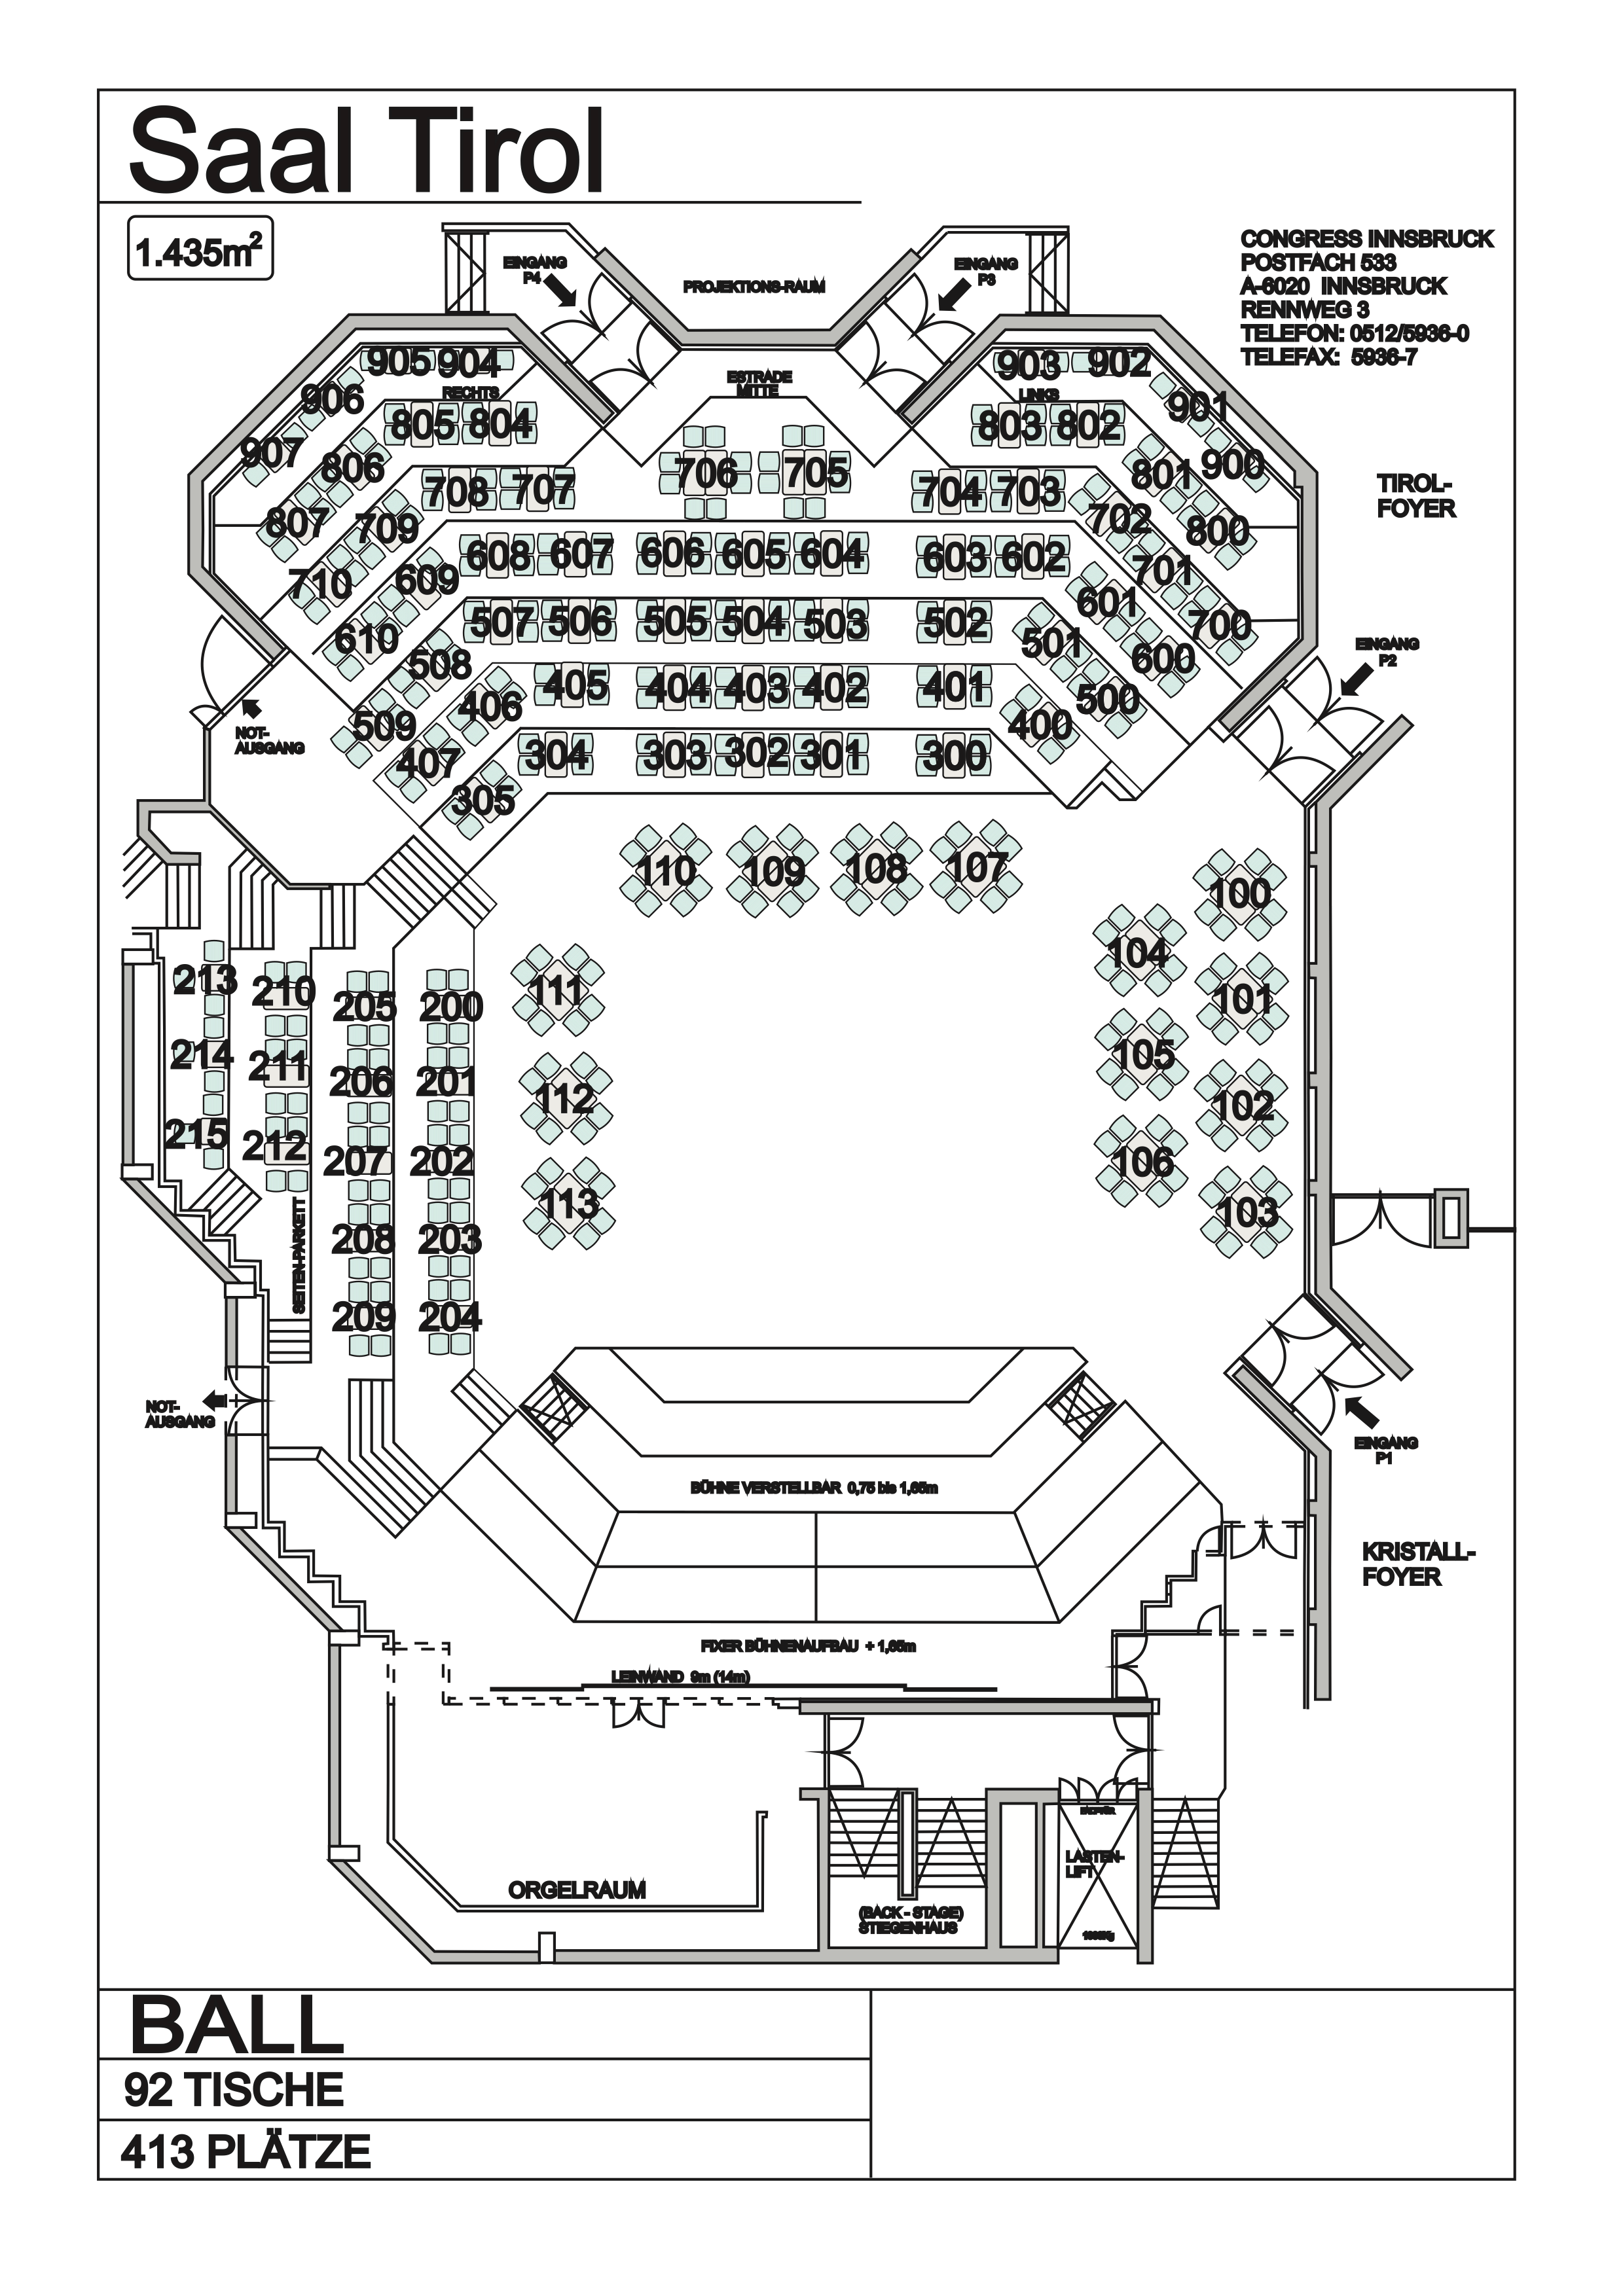 Saal Tirol
1.435m²
CONGRESS INNSBRUCK
POSTFACH 533
A-6020 INNSBRUCK
RENNWEG 3
TELEFON: 0512/5936-0
TELEFAX: 5936-7
EINGANG
P4
PROJEKTIONS-RAUM
EINGANG
P3
ESTRADE
MITTE
RECHTS
LINKS
905 904
903 902
906
901
907
900
805 804
803 802
806
801
807
800
706 705
708 707
704 703
709
702
710
701
700
608 607 606 605 604 603 602
609
601
610
600
507 506 505 504 503 502
508
501
509
500
405 404 403 402 401
406
400
407
304 303 302 301 300
305
TIROL-
FOYER
EINGANG
P2
NOT-
AUSGANG
110 109 108 107
100
104
111
101
105
112
102
106
113
103
213 210 205 200
214 211 206 201
215 212 207 202
208 203
209 204
SEITEN-PARKETT
NOT-
AUSGANG
EINGANG
P1
BÜHNE VERSTELLBAR 0,75 bis 1,65m
KRISTALL-
FOYER
FIXER BÜHNENAUFBAU + 1,65m
LEINWAND 9m (14m)
LASTEN-
LIFT
ORGELRAUM
(BACK - STAGE)
STIEGENHAUS
BALL
92 TISCHE
413 PLÄTZE